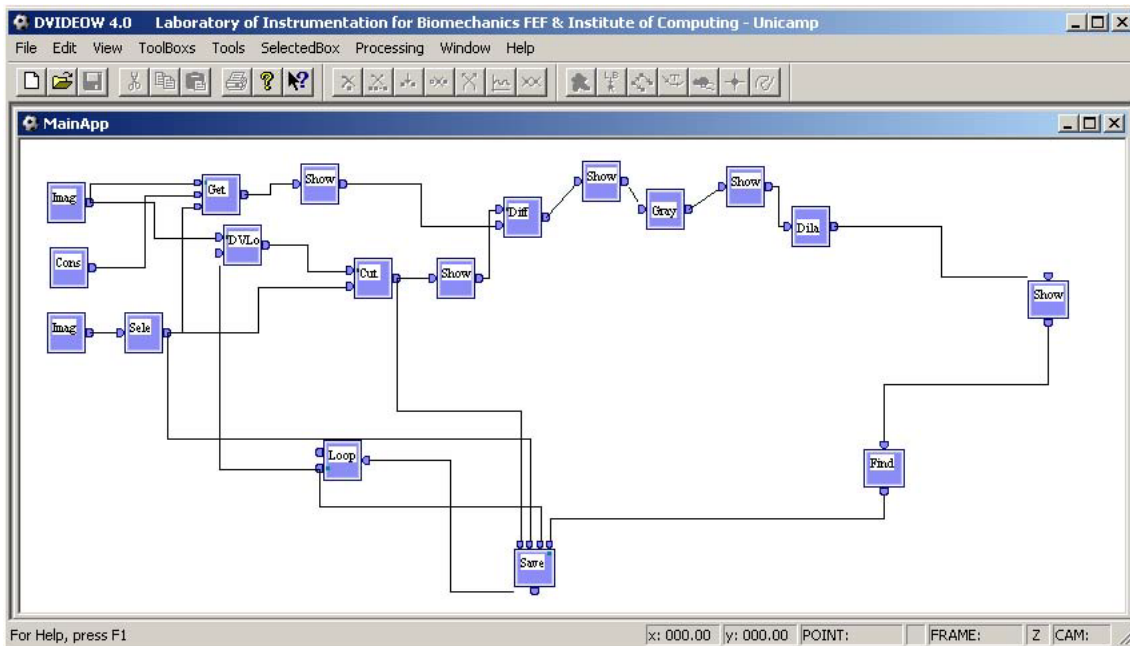 DVIDEOW 4.0 Laboratory of Instrumentation for Biomechanics FEF & Institute of Computing - Unicamp
File Edit View ToolBoxs Tools SelectedBox Processing Window Help
MainApp
Imag
Get
Show
Diff
Show
Gray
Show
Dila
DVLo
Cons
Cut
Show
Show
Imag
Sele
Loop
Find
Save
For Help, press F1 x: 000.00 y: 000.00 POINT: FRAME: Z CAM: